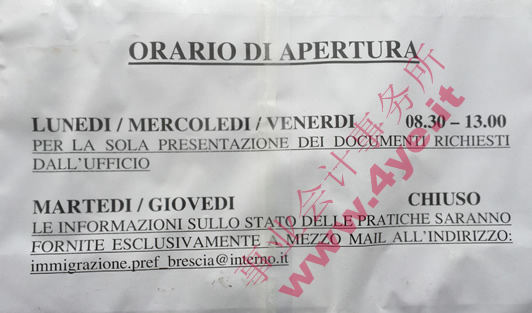 ORARIO DI APERTURA
LUNEDI / MERCOLEDI / VENERDI 08.30 – 13.00
PER LA SOLA PRESENTAZIONE DEI DOCUMENTI RICHIESTI
DALL'UFFICIO
MARTEDI / GIOVEDI CHIUSO
LE INFORMAZIONI SULLO STATO DELLE PRATICHE SARANNO
FORNITE ESCLUSIVAMENTE A MEZZO MAIL ALL'INDIRIZZO:
immigrazione.pref_brescia@interno.it
事业会计事务所
www.4ye.it